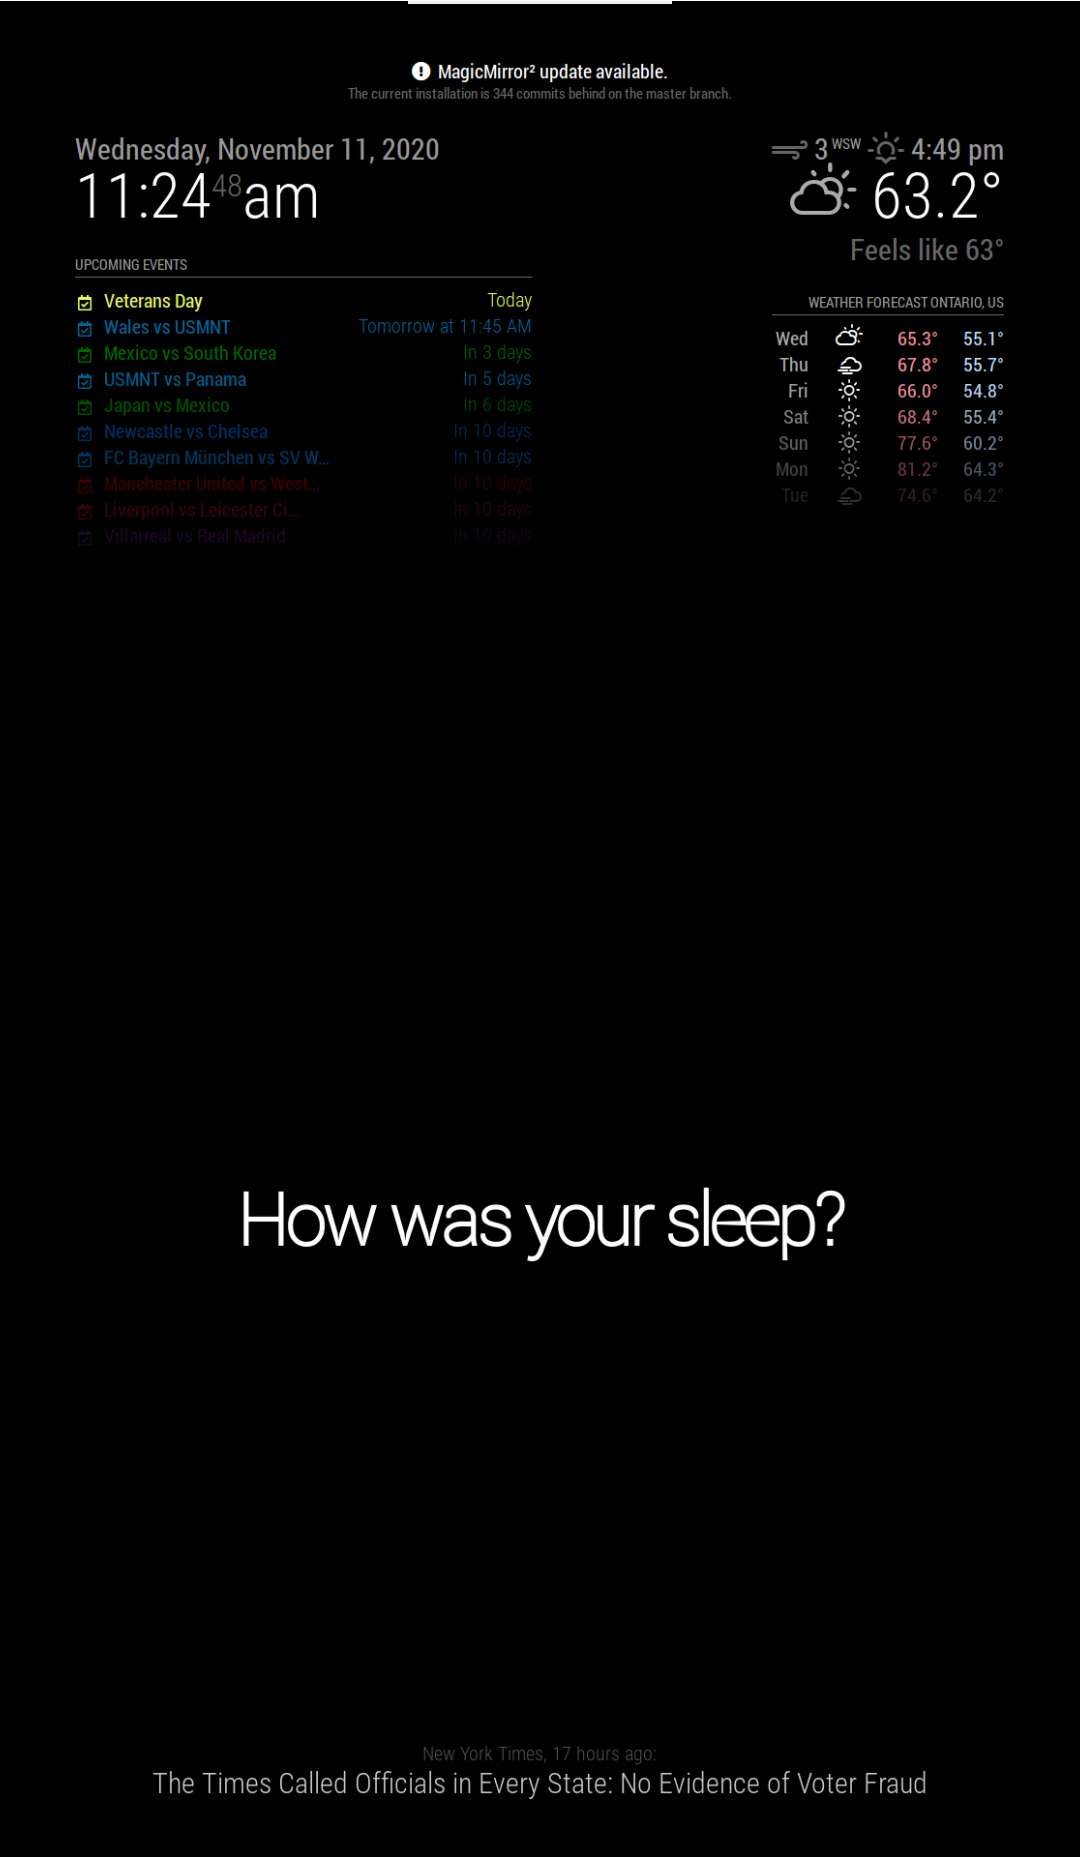 MagicMirror² update available.
The current installation is 344 commits behind on the master branch.
Wednesday, November 11, 2020
11:24 48 am
3 WSW 4:49 pm
63.2°
Feels like 63°
UPCOMING EVENTS
Veterans Day Today
Wales vs USMNT Tomorrow at 11:45 AM
Mexico vs South Korea In 3 days
USMNT vs Panama In 5 days
Japan vs Mexico In 6 days
Newcastle vs Chelsea In 10 days
FC Bayern München vs SV W... In 10 days
Manchester United vs West... In 10 days
Liverpool vs Leicester Ci... In 10 days
Villarreal vs Real Madrid In 10 days
WEATHER FORECAST ONTARIO, US
Wed 65.3° 55.1°
Thu 67.8° 55.7°
Fri 66.0° 54.8°
Sat 68.4° 55.4°
Sun 77.6° 60.2°
Mon 81.2° 64.3°
Tue 74.6° 64.2°
How was your sleep?
New York Times, 17 hours ago:
The Times Called Officials in Every State: No Evidence of Voter Fraud